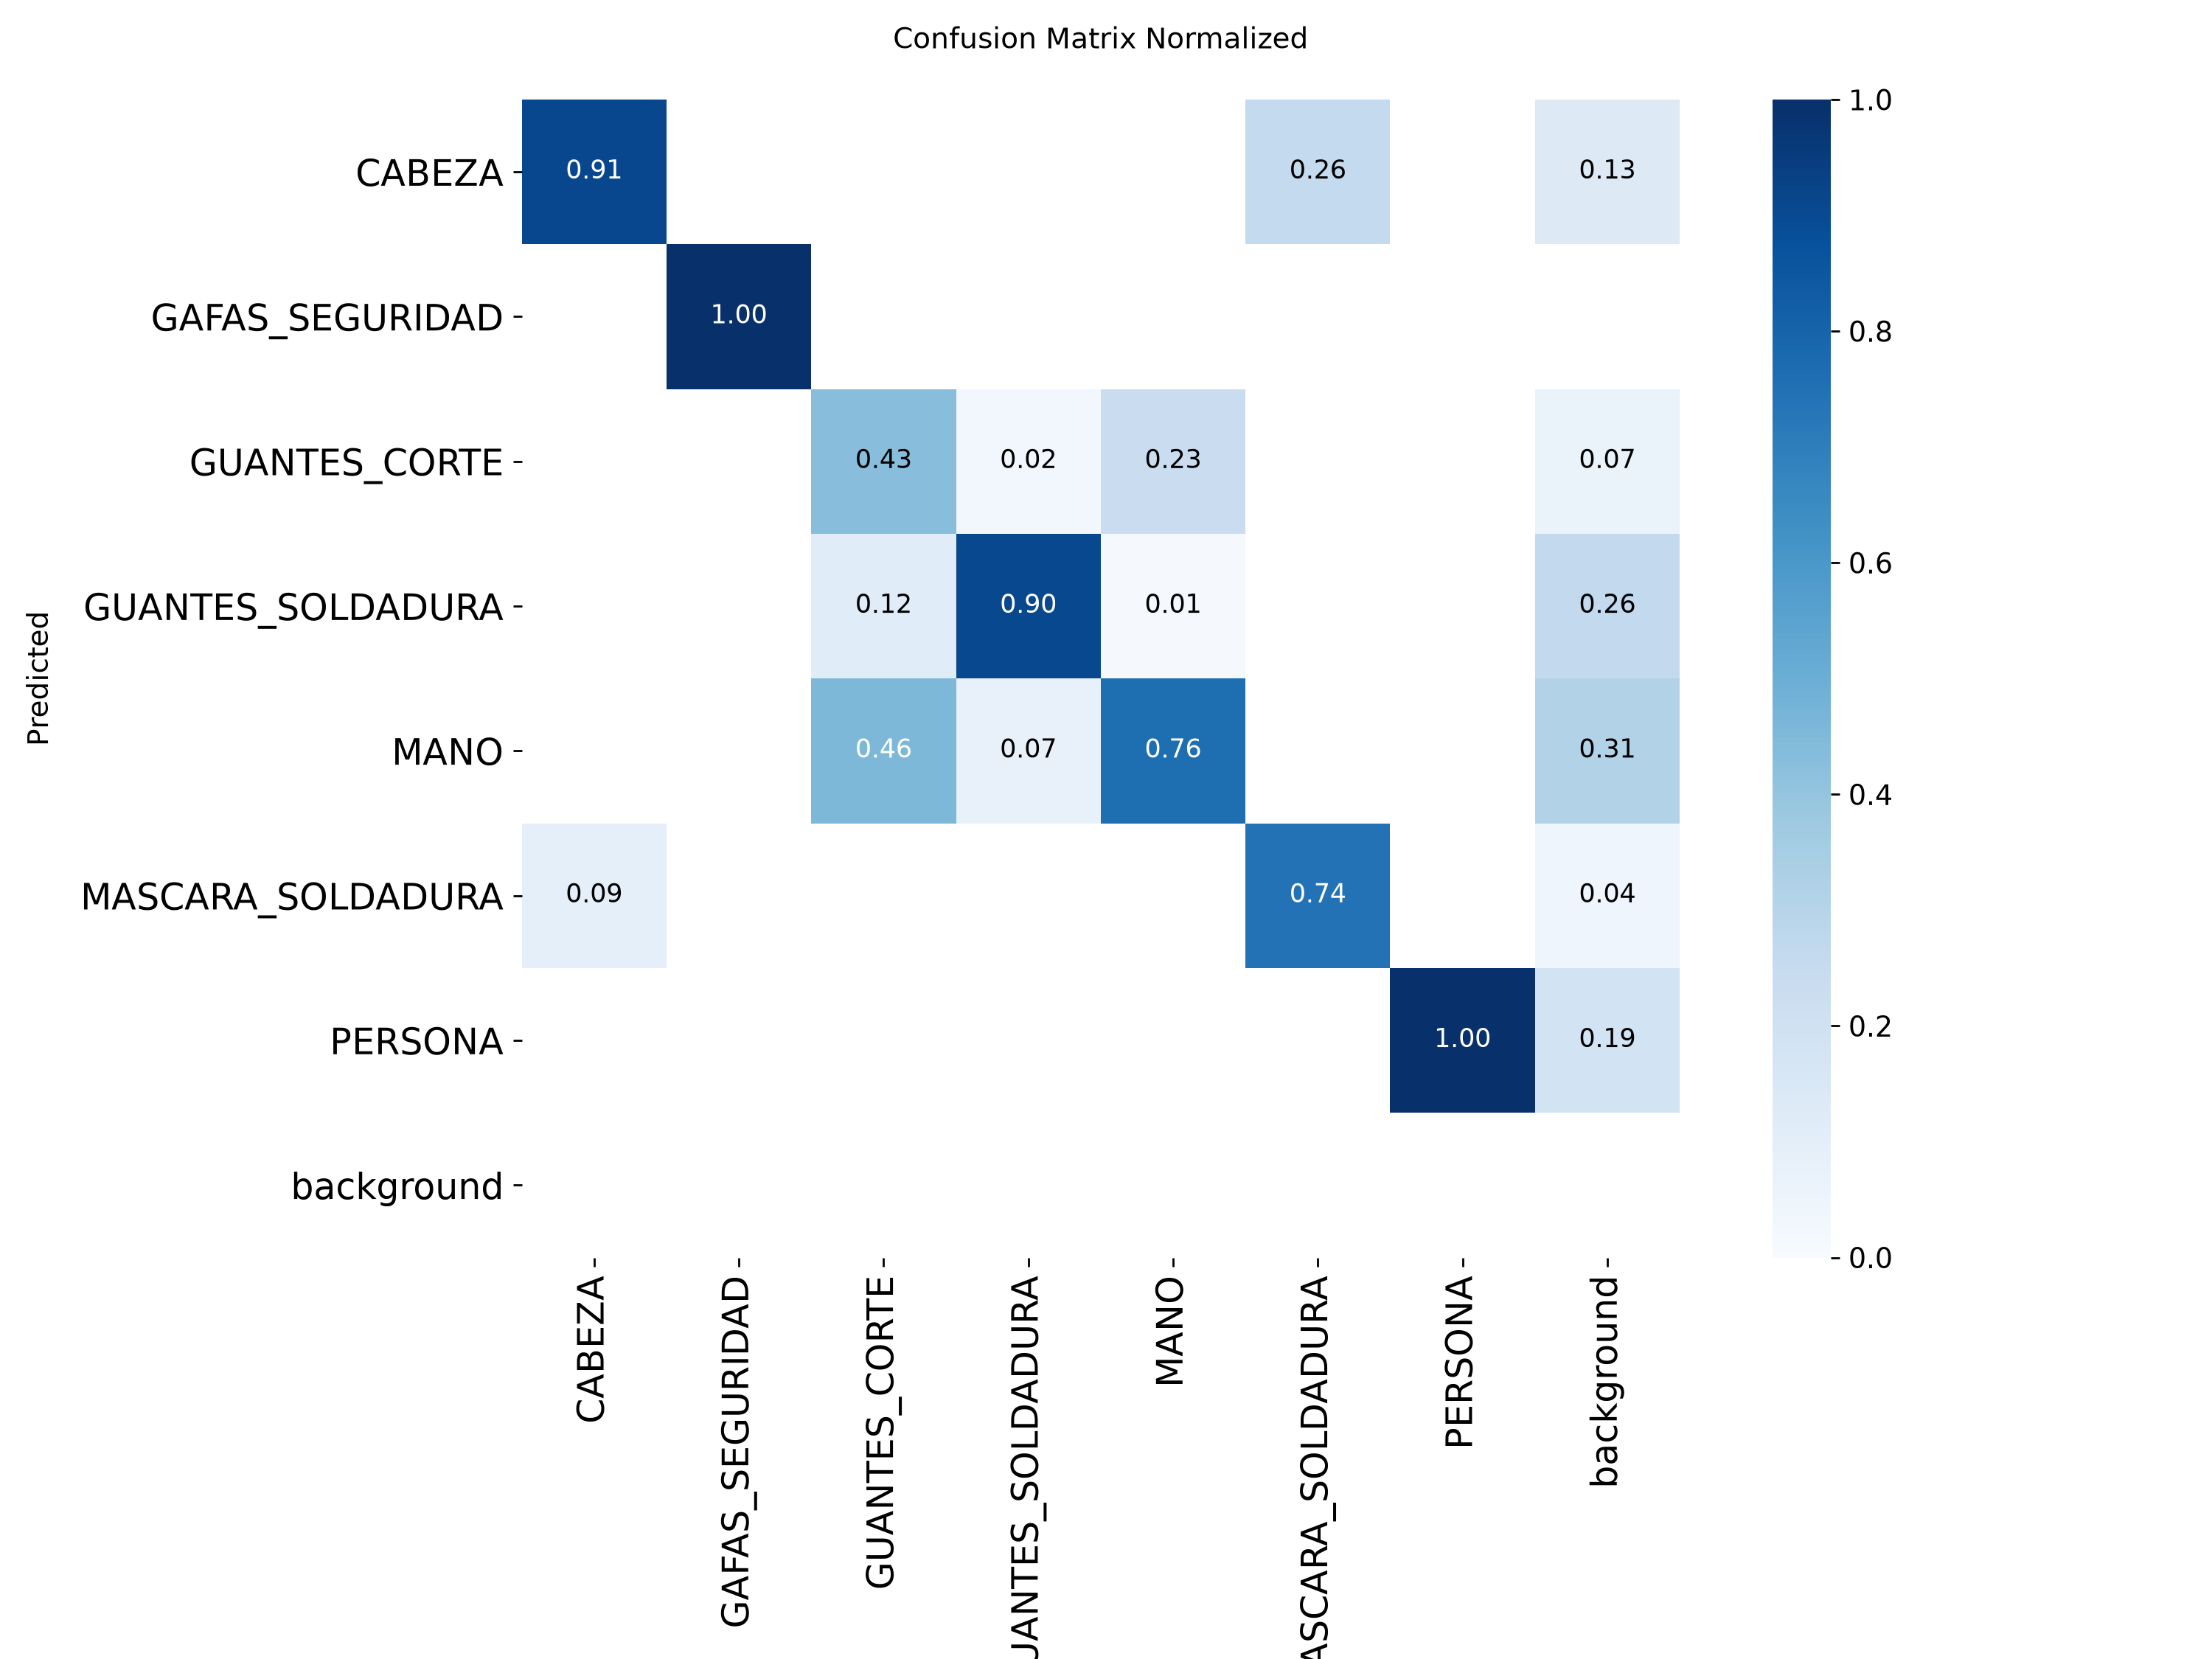 Confusion Matrix Normalized
CABEZA
0.91
0.26
0.13
GAFAS_SEGURIDAD
1.00
GUANTES_CORTE
0.43
0.02
0.23
0.07
GUANTES_SOLDADURA
0.12
0.90
0.01
0.26
MANO
0.46
0.07
0.76
0.31
MASCARA_SOLDADURA
0.09
0.74
0.04
PERSONA
1.00
0.19
background
Predicted
CABEZA
GAFAS_SEGURIDAD
GUANTES_CORTE
UANTES_SOLDADURA
MANO
ASCARA_SOLDADURA
PERSONA
background
1.0
0.8
0.6
0.4
0.2
0.0